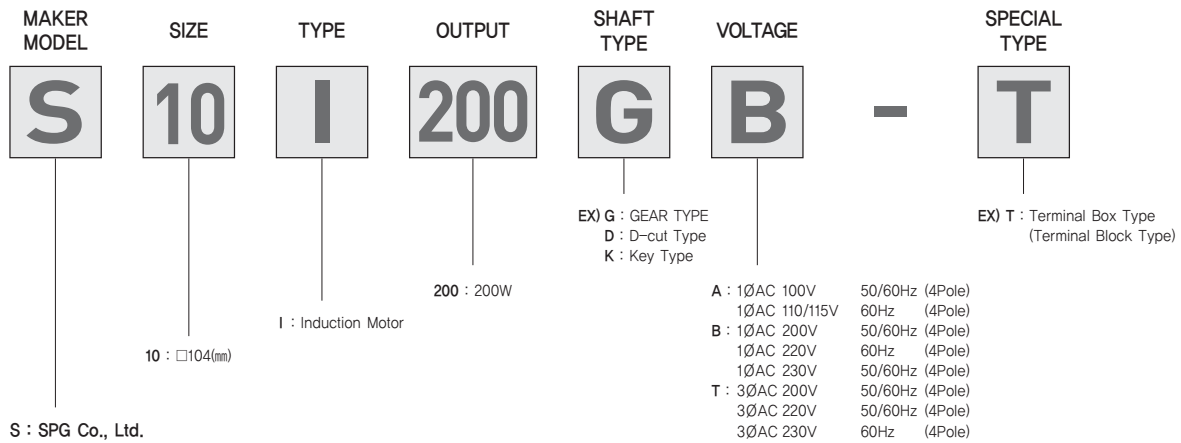 MAKER
MODEL
SIZE
TYPE
OUTPUT
SHAFT
TYPE
VOLTAGE
SPECIAL
TYPE
S 10 I 200 G B - T
EX) G : GEAR TYPE
D : D-cut Type
K : Key Type
EX) T : Terminal Box Type
(Terminal Block Type)
200 : 200W
A : 1ØAC 100V 50/60Hz (4Pole)
1ØAC 110/115V 60Hz (4Pole)
B : 1ØAC 200V 50/60Hz (4Pole)
1ØAC 220V 60Hz (4Pole)
1ØAC 230V 50/60Hz (4Pole)
T : 3ØAC 200V 50/60Hz (4Pole)
3ØAC 220V 50/60Hz (4Pole)
3ØAC 230V 60Hz (4Pole)
I : Induction Motor
10 : □104(㎜)
S : SPG Co., Ltd.